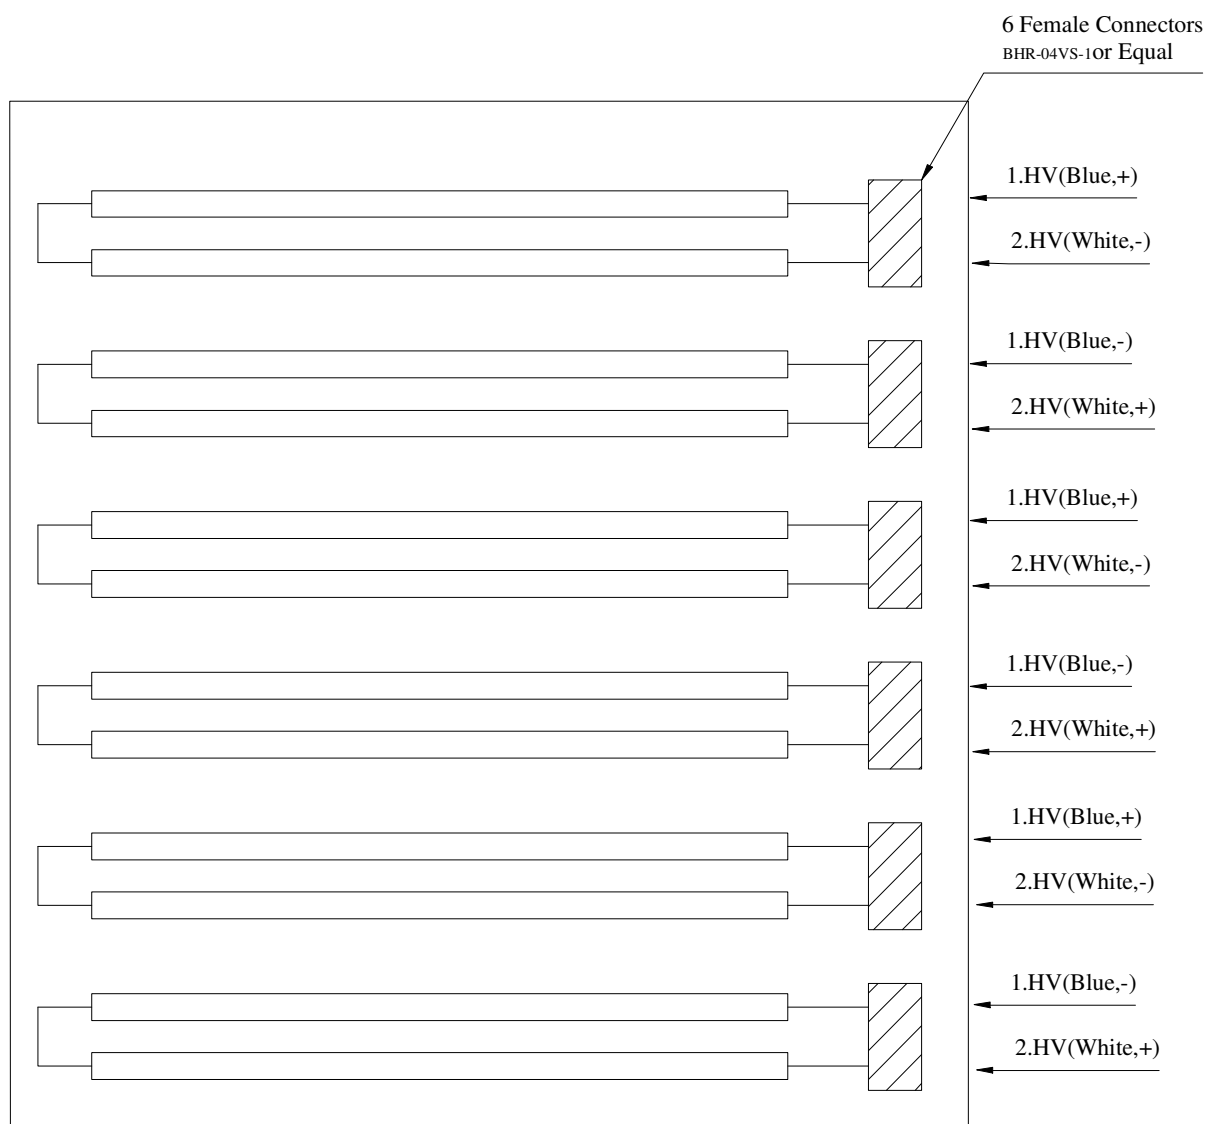 6 Female Connectors
BHR-04VS-1or Equal
1.HV(Blue,+)
2.HV(White,-)
1.HV(Blue,-)
2.HV(White,+)
1.HV(Blue,+)
2.HV(White,-)
1.HV(Blue,-)
2.HV(White,+)
1.HV(Blue,+)
2.HV(White,-)
1.HV(Blue,-)
2.HV(White,+)